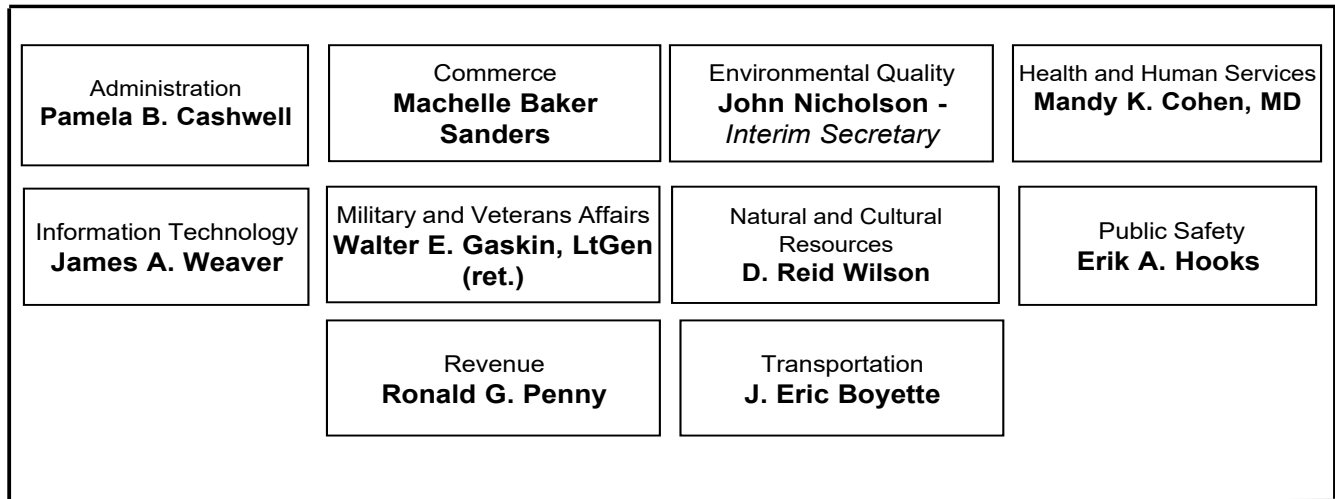 Administration
Pamela B. Cashwell
Commerce
Machelle Baker
Sanders
Environmental Quality
John Nicholson -
Interim Secretary
Health and Human Services
Mandy K. Cohen, MD
Information Technology
James A. Weaver
Military and Veterans Affairs
Walter E. Gaskin, LtGen
(ret.)
Natural and Cultural
Resources
D. Reid Wilson
Public Safety
Erik A. Hooks
Revenue
Ronald G. Penny
Transportation
J. Eric Boyette